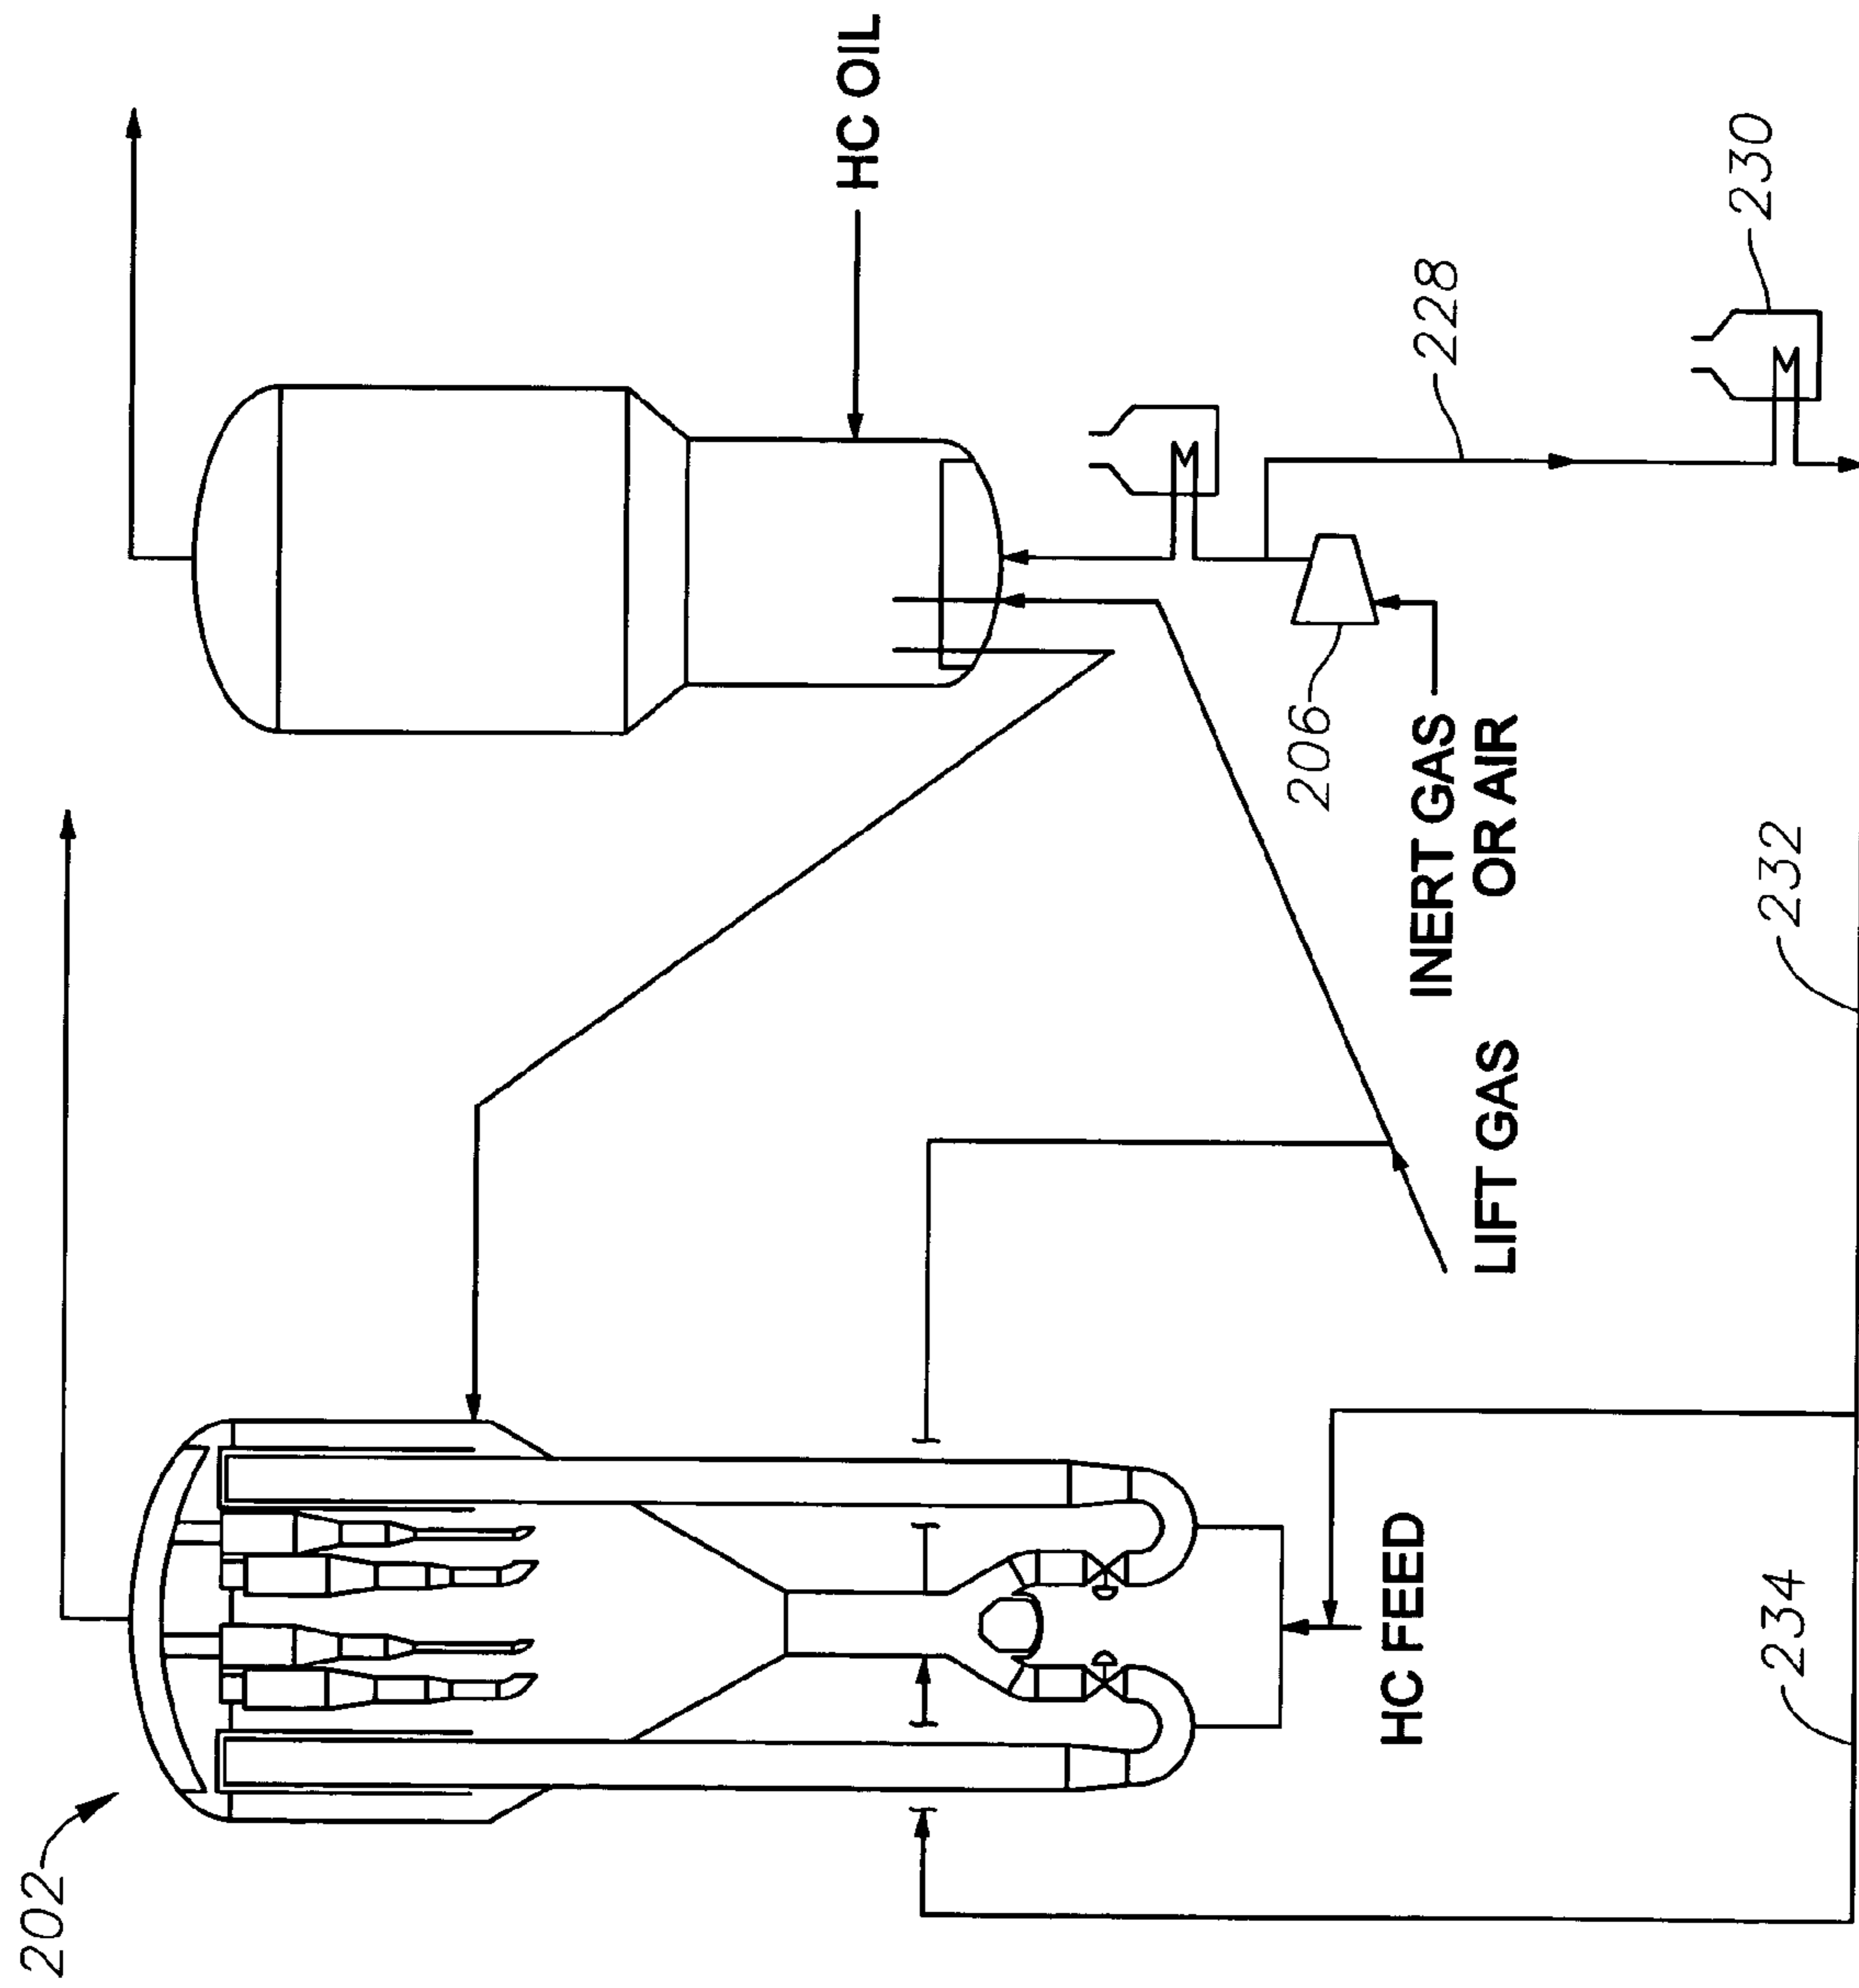 202
HC OIL
230
228
206
INERT GAS
OR AIR
232
LIFT GAS
HC FEED
234